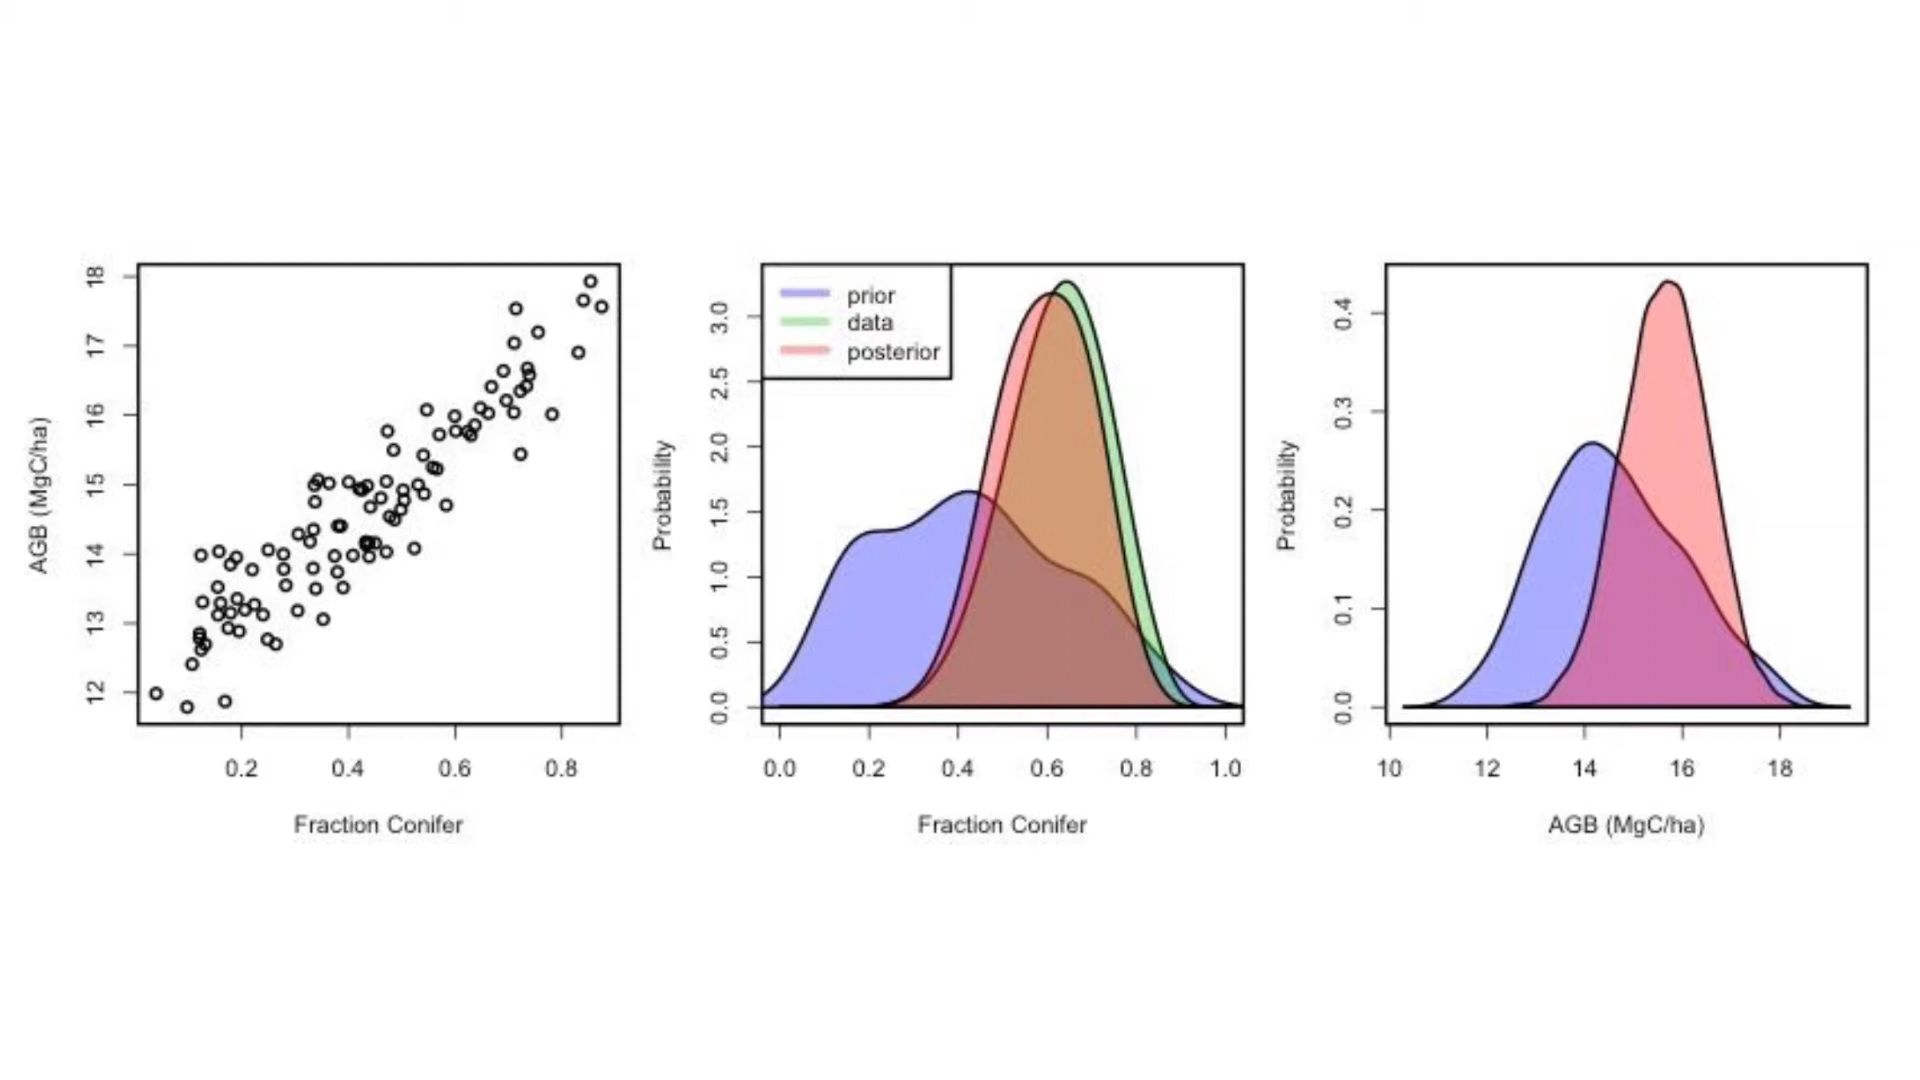 AGB (MgC/ha)
18
17
16
15
14
13
12
0.2 0.4 0.6 0.8
Fraction Conifer
prior
data
posterior
Probability
3.0
2.5
2.0
1.5
1.0
0.5
0.0
0.0 0.2 0.4 0.6 0.8 1.0
Fraction Conifer
Probability
0.4
0.3
0.2
0.1
0.0
10 12 14 16 18
AGB (MgC/ha)